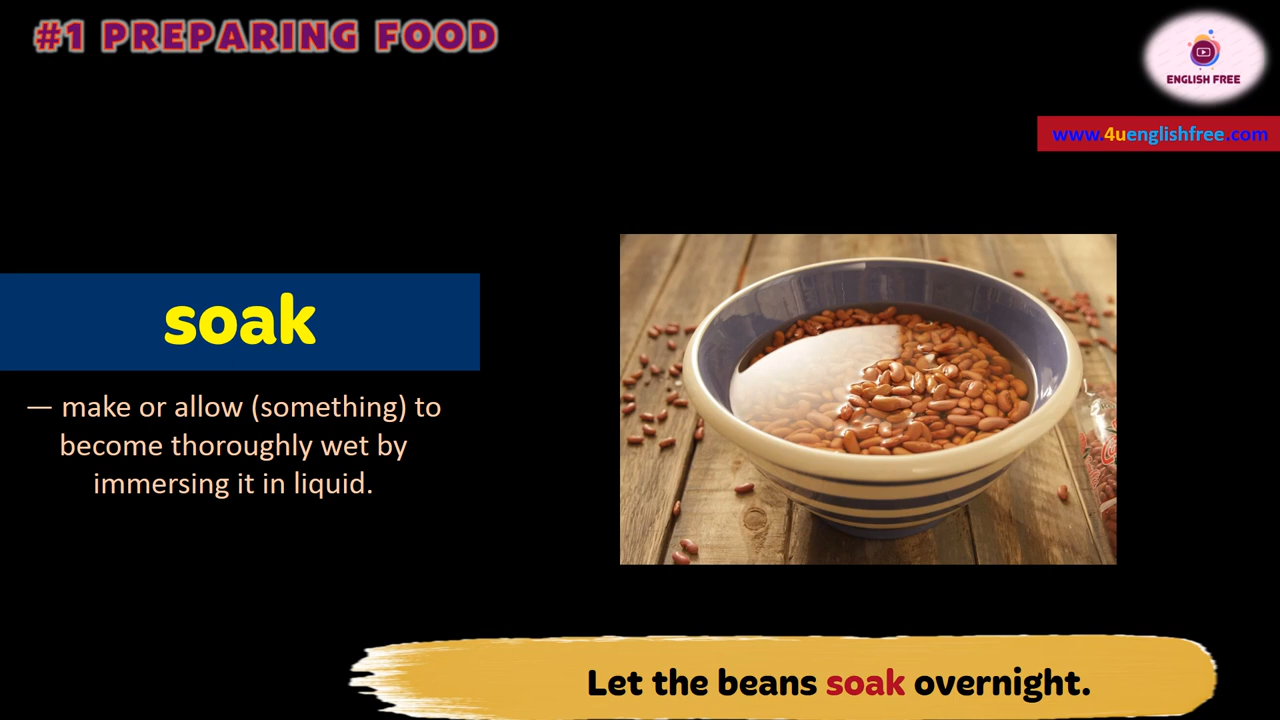 #1 PREPARING FOOD
ENGLISH FREE
www.4uenglishfree.com
soak
— make or allow (something) to
become thoroughly wet by
immersing it in liquid.
Let the beans soak overnight.